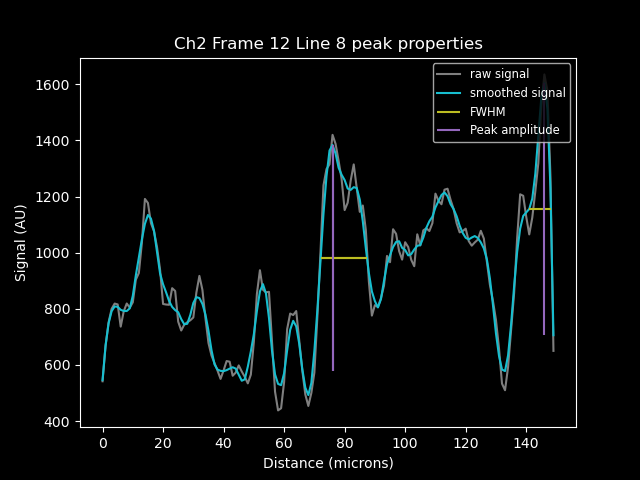 Ch2 Frame 12 Line 8 peak properties
raw signal
smoothed signal
FWHM
Peak amplitude
1600
1400
1200
1000
800
600
400
Signal (AU)
0 20 40 60 80 100 120 140
Distance (microns)